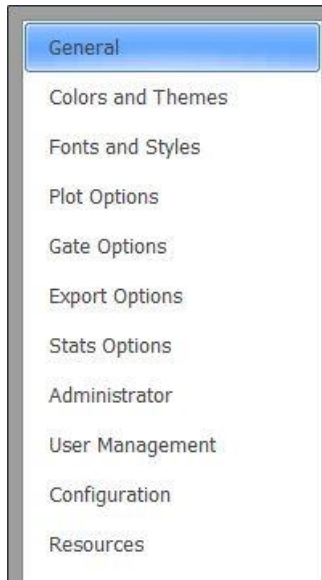 General
Colors and Themes
Fonts and Styles
Plot Options
Gate Options
Export Options
Stats Options
Administrator
User Management
Configuration
Resources